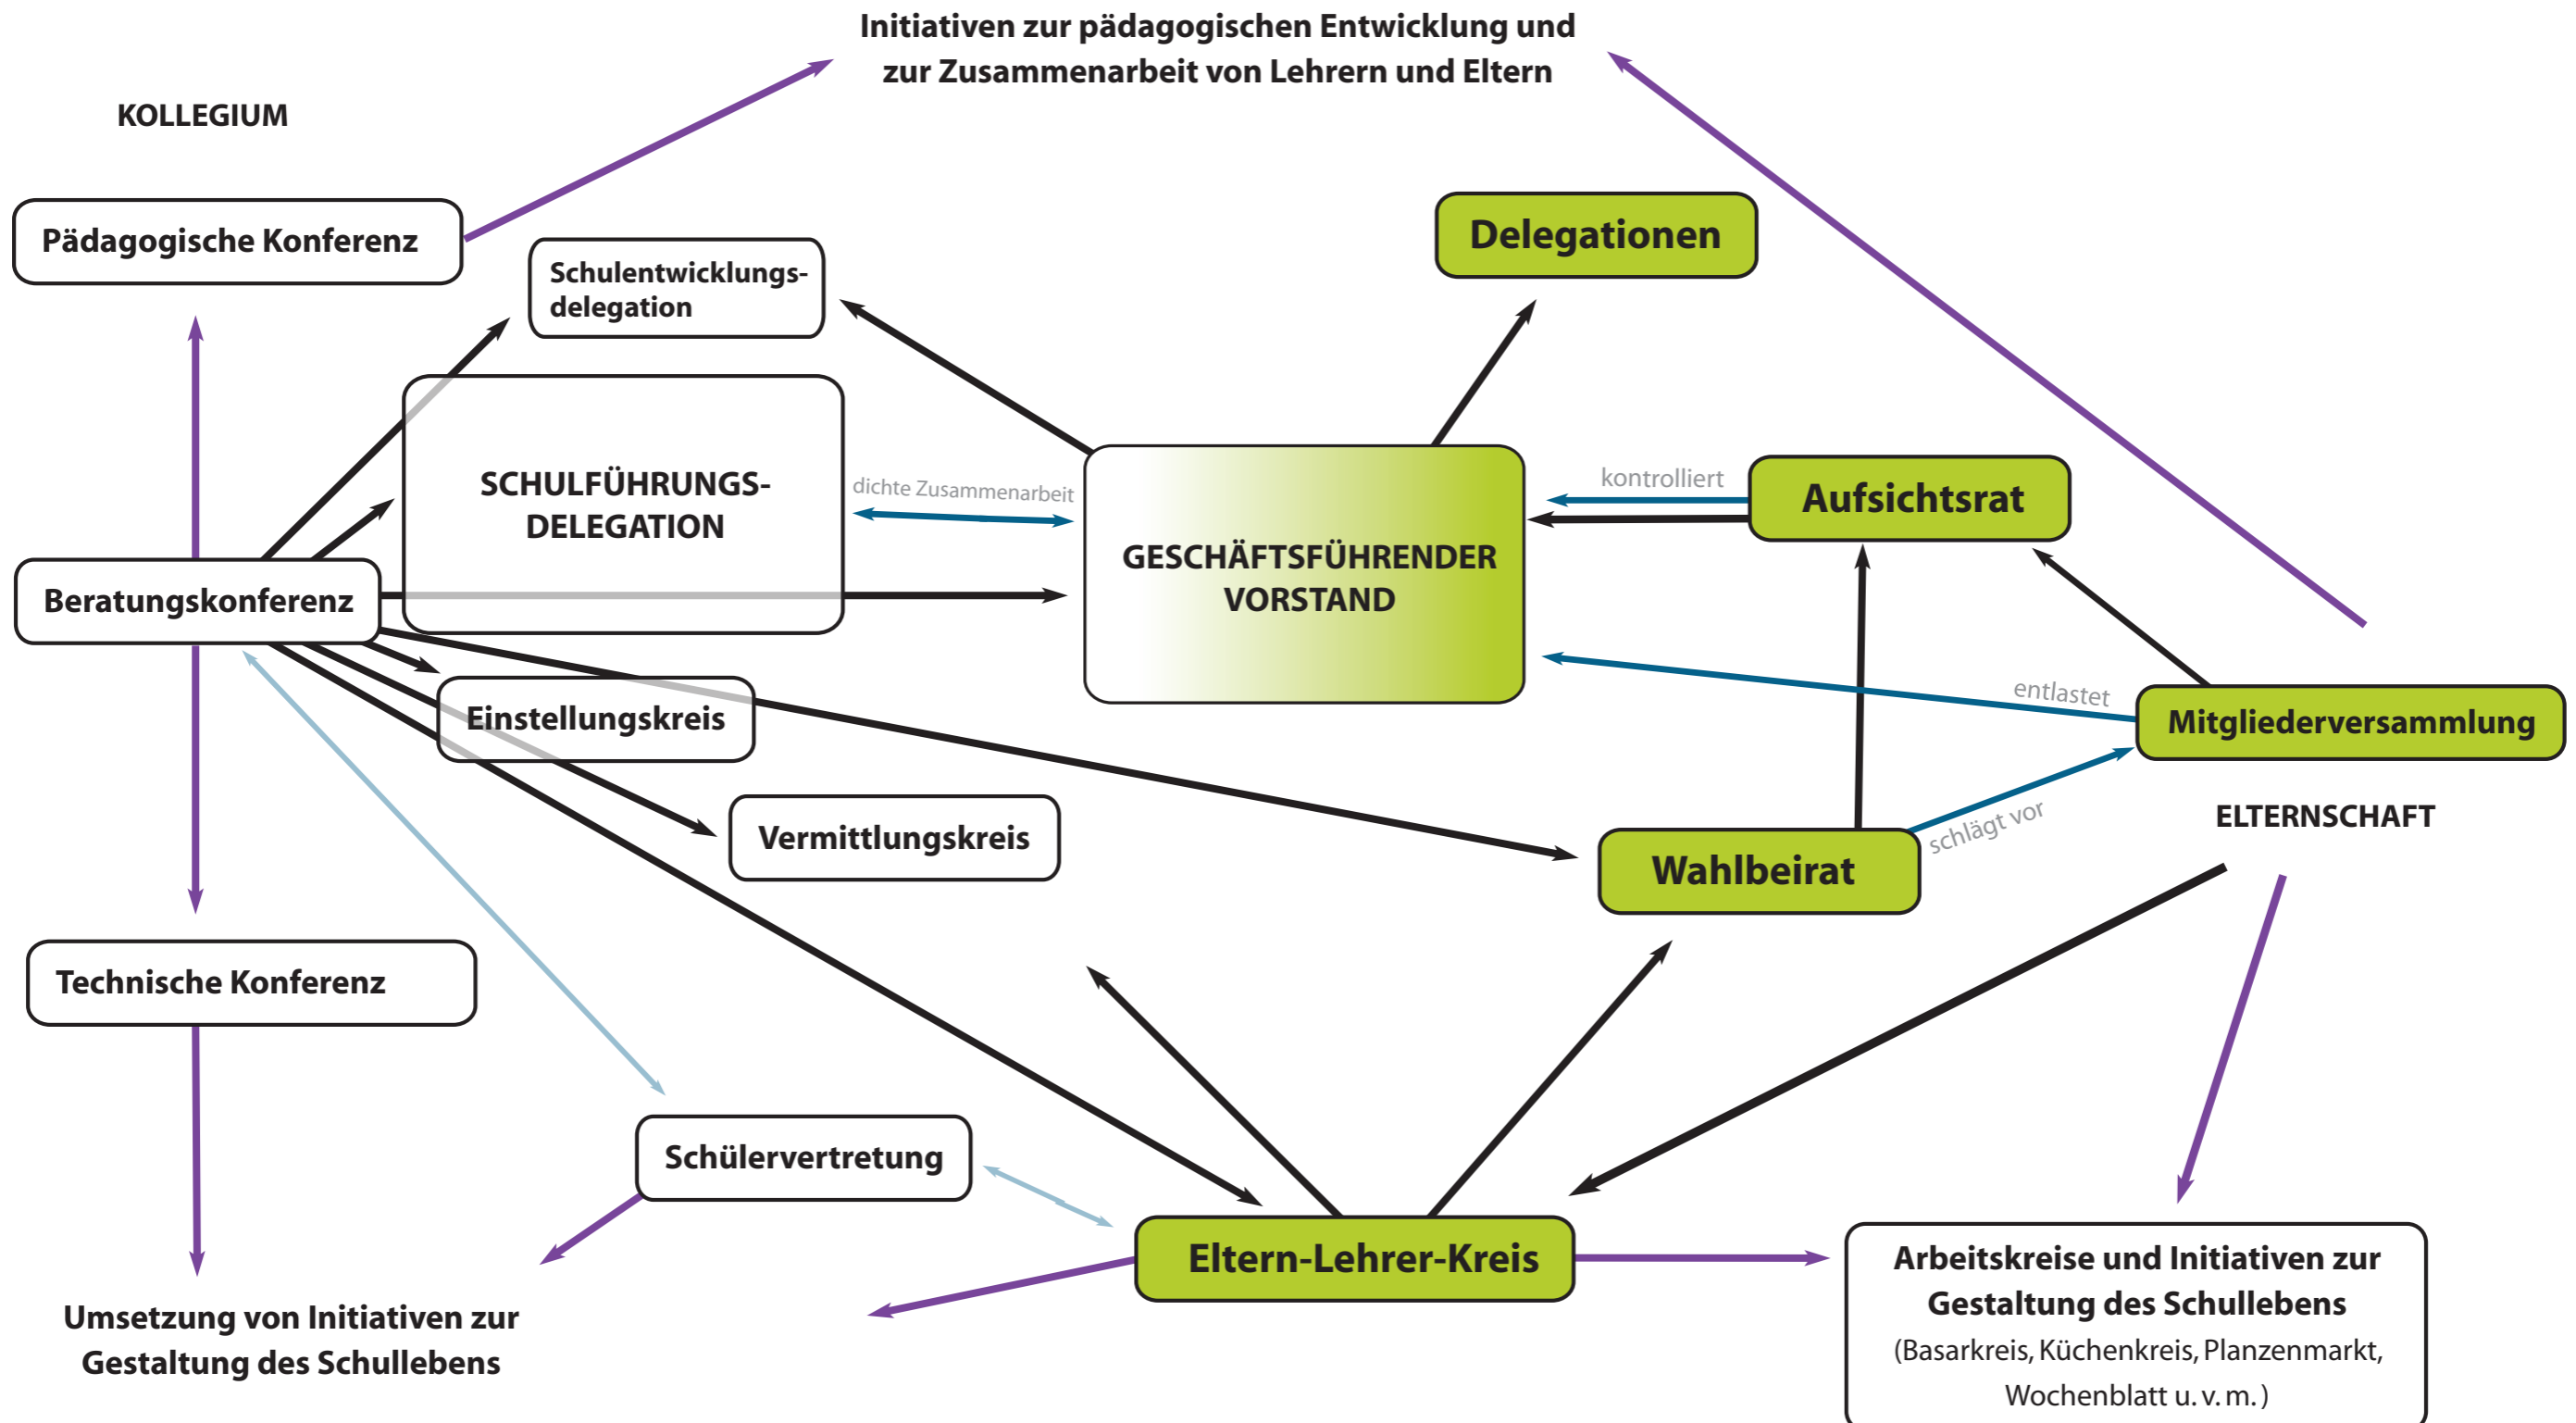 Initiativen zur pädagogischen Entwicklung und
zur Zusammenarbeit von Lehrern und Eltern
KOLLEGIUM
Pädagogische Konferenz
Schulentwicklungs-
delegation
Delegationen
SCHULFÜHRUNGS-
DELEGATION
dichte Zusammenarbeit
GESCHÄFTSFÜHRENDER
VORSTAND
kontrolliert
Aufsichtsrat
Beratungskonferenz
entlastet
Mitgliederversammlung
Einstellungskreis
schlägt vor
ELTERNSCHAFT
Vermittlungskreis
Wahlbeirat
Technische Konferenz
Schülervertretung
Eltern-Lehrer-Kreis
Umsetzung von Initiativen zur
Gestaltung des Schullebens
Arbeitskreise und Initiativen zur
Gestaltung des Schullebens
(Basarkreis, Küchenkreis, Planzenmarkt,
Wochenblatt u. v. m. )